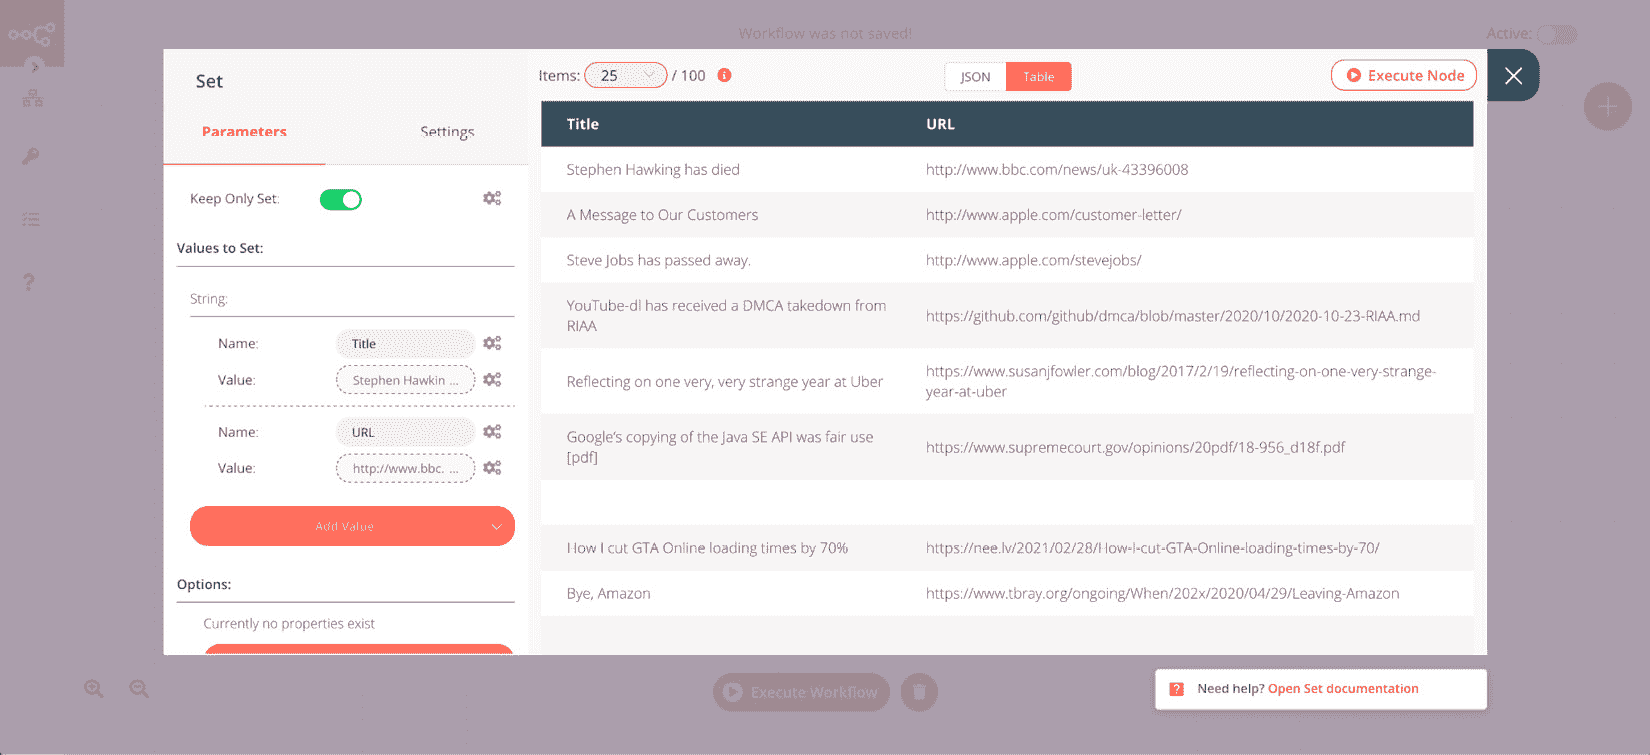 Workflow was not saved!
Active:
Set
Parameters
Settings
Keep Only Set:
Values to Set:
String:
Name:
Title
Value:
Stephen Hawkin ...
Name:
URL
Value:
http://www.bbc. ...
Add Value
Options:
Currently no properties exist
Items:
25
/ 100
JSON
Table
Execute Node
Title
URL
Stephen Hawking has died
http://www.bbc.com/news/uk-43396008
A Message to Our Customers
http://www.apple.com/customer-letter/
Steve Jobs has passed away.
http://www.apple.com/stevejobs/
YouTube-dl has received a DMCA takedown from
RIAA
https://github.com/github/dmca/blob/master/2020/10/2020-10-23-RIAA.md
Reflecting on one very, very strange year at Uber
https://www.susanjfowler.com/blog/2017/2/19/reflecting-on-one-very-strange-
year-at-uber
Google's copying of the Java SE API was fair use
[pdf]
https://www.supremecourt.gov/opinions/20pdf/18-956_d18f.pdf
How I cut GTA Online loading times by 70%
https://nee.lv/2021/02/28/How-I-cut-GTA-Online-loading-times-by-70/
Bye, Amazon
https://www.tbray.org/ongoing/When/202x/2020/04/29/Leaving-Amazon
Execute Workflow
Need help? Open Set documentation